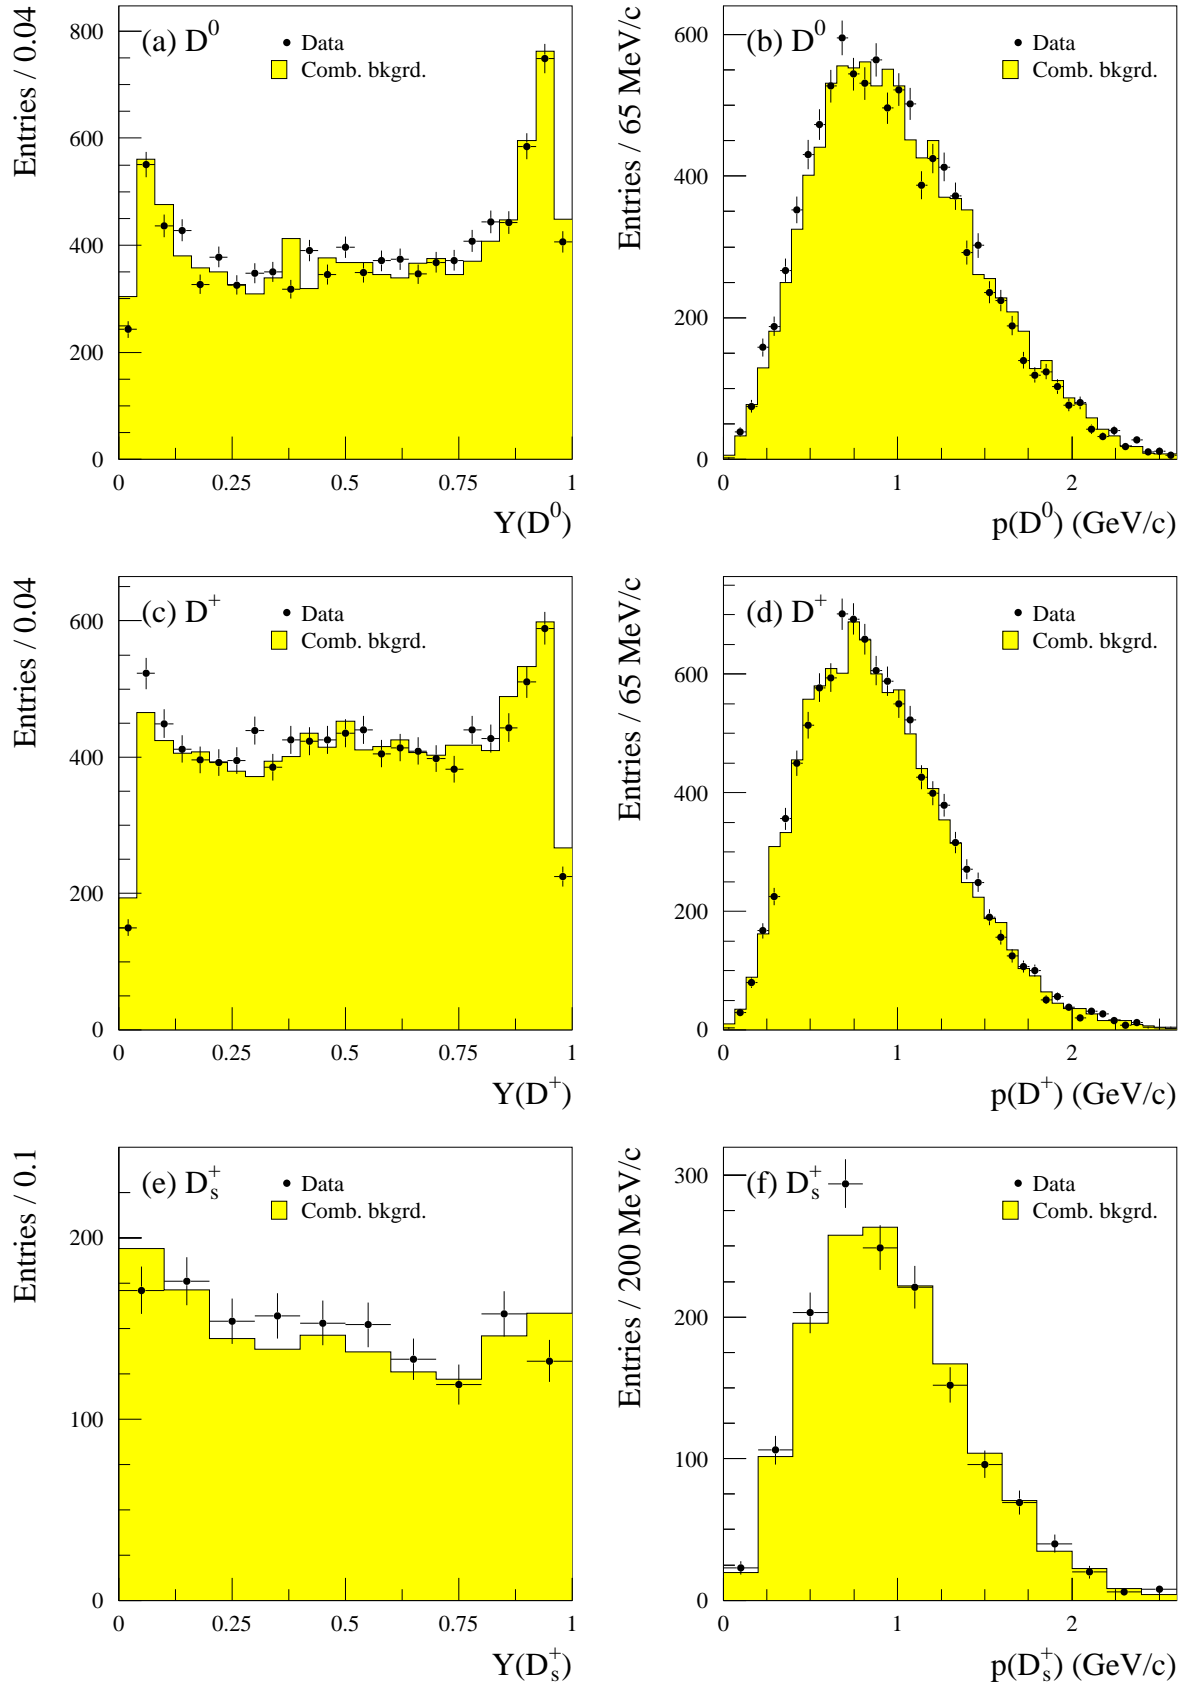 Entries / 0.04
(a) D⁰
Data
Comb. bkgrd.
800
600
400
200
0
0 0.25 0.5 0.75 1
Y(D⁰)
Entries / 65 MeV/c
(b) D⁰
Data
Comb. bkgrd.
600
400
200
0
0 1 2
p(D⁰) (GeV/c)
Entries / 0.04
(c) D⁺
Data
Comb. bkgrd.
600
400
200
0
0 0.25 0.5 0.75 1
Y(D⁺)
Entries / 65 MeV/c
(d) D⁺
Data
Comb. bkgrd.
600
400
200
0
0 1 2
p(D⁺) (GeV/c)
Entries / 0.1
(e) Dₛ⁺
Data
Comb. bkgrd.
200
100
0
0 0.25 0.5 0.75 1
Y(Dₛ⁺)
Entries / 200 MeV/c
(f) Dₛ⁺
Data
Comb. bkgrd.
300
200
100
0
0 1 2
p(Dₛ⁺) (GeV/c)